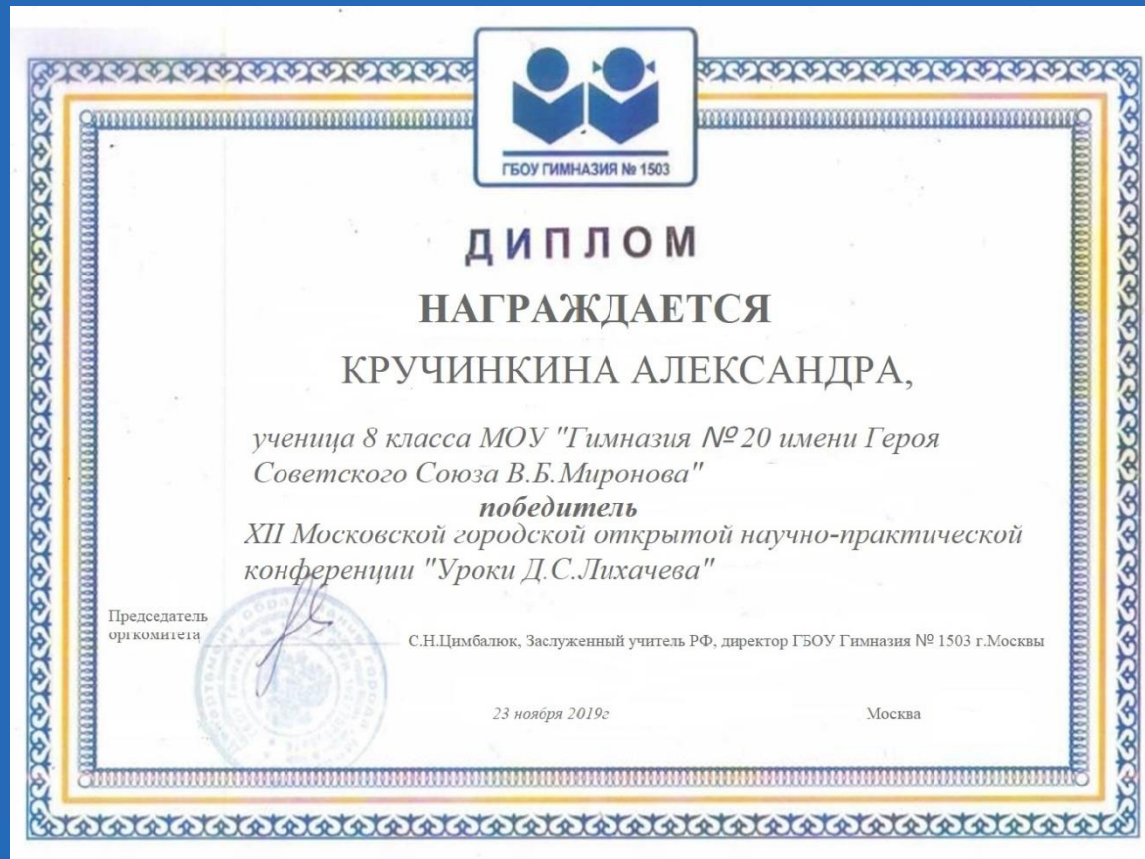 ГБОУ ГИМНАЗИЯ № 1503
ДИПЛОМ
НАГРАЖДАЕТСЯ
КРУЧИНКИНА АЛЕКСАНДРА,
ученица 8 класса МОУ "Гимназия №20 имени Героя
Советского Союза В.Б.Миронова"
победитель
XII Московской городской открытой научно-практической
конференции "Уроки Д.С.Лихачева"
Председатель
оргкомитета
С.Н.Цимбалюк, Заслуженный учитель РФ, директор ГБОУ Гимназия № 1503 г.Москвы
23 ноября 2019г
Москва